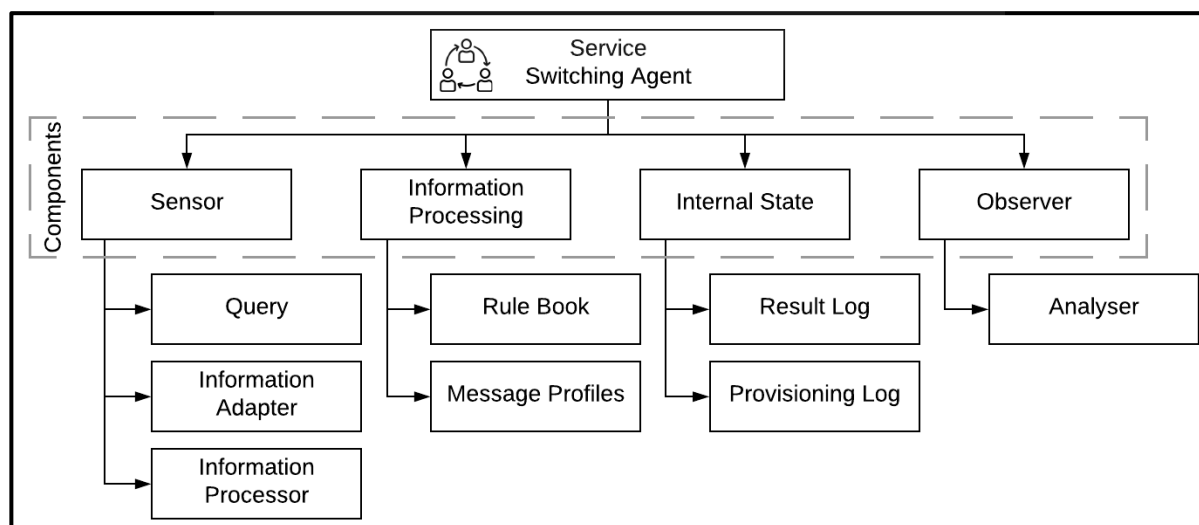 Service
Switching Agent
Components
Sensor
Information
Processing
Internal State
Observer
Query
Rule Book
Result Log
Analyser
Information
Adapter
Message Profiles
Provisioning Log
Information
Processor